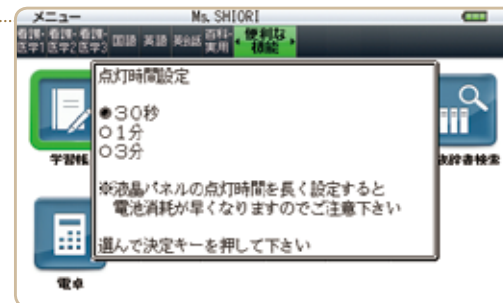 メニュー
Ms. SHIORI
看護・医学1
看護・医学2
看護・医学3
国語
英語
英会話
百科・実用
便利な機能
点灯時間設定
●30秒
○1分
○3分
※液晶パネルの点灯時間を長く設定すると
電池消耗が早くなりますのでご注意下さい
選んで決定キーを押して下さい
学習帳
辞書検索
電卓